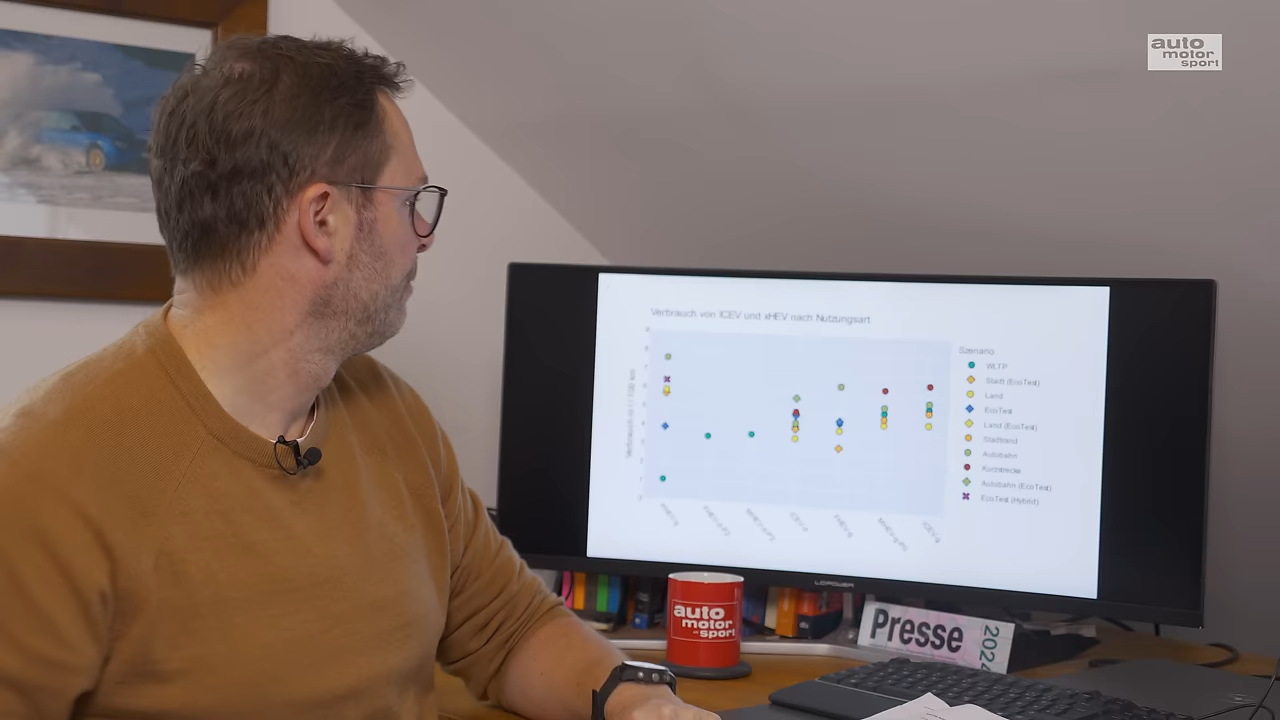 auto
motor
sport
Verbrauch von ICEV und xHEV nach Nutzungsart
Szenario
WLTP
Stadt (EcoTest)
Land
EcoTest
Land (EcoTest)
Stadtrand
Autobahn
Kurzstrecke
Autobahn (EcoTest)
EcoTest (Hybrid)
auto
motor
sport
Presse
2024